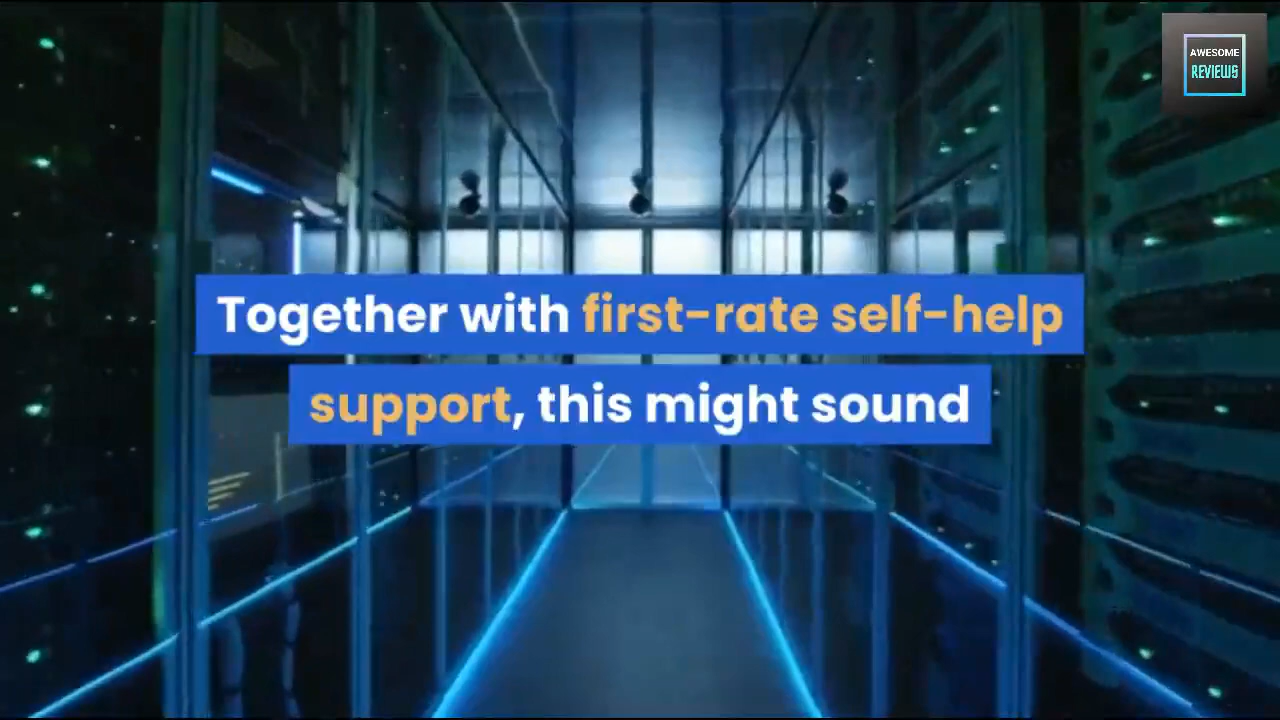 AWESOME
REVIEWS
Together with first-rate self-help
support, this might sound